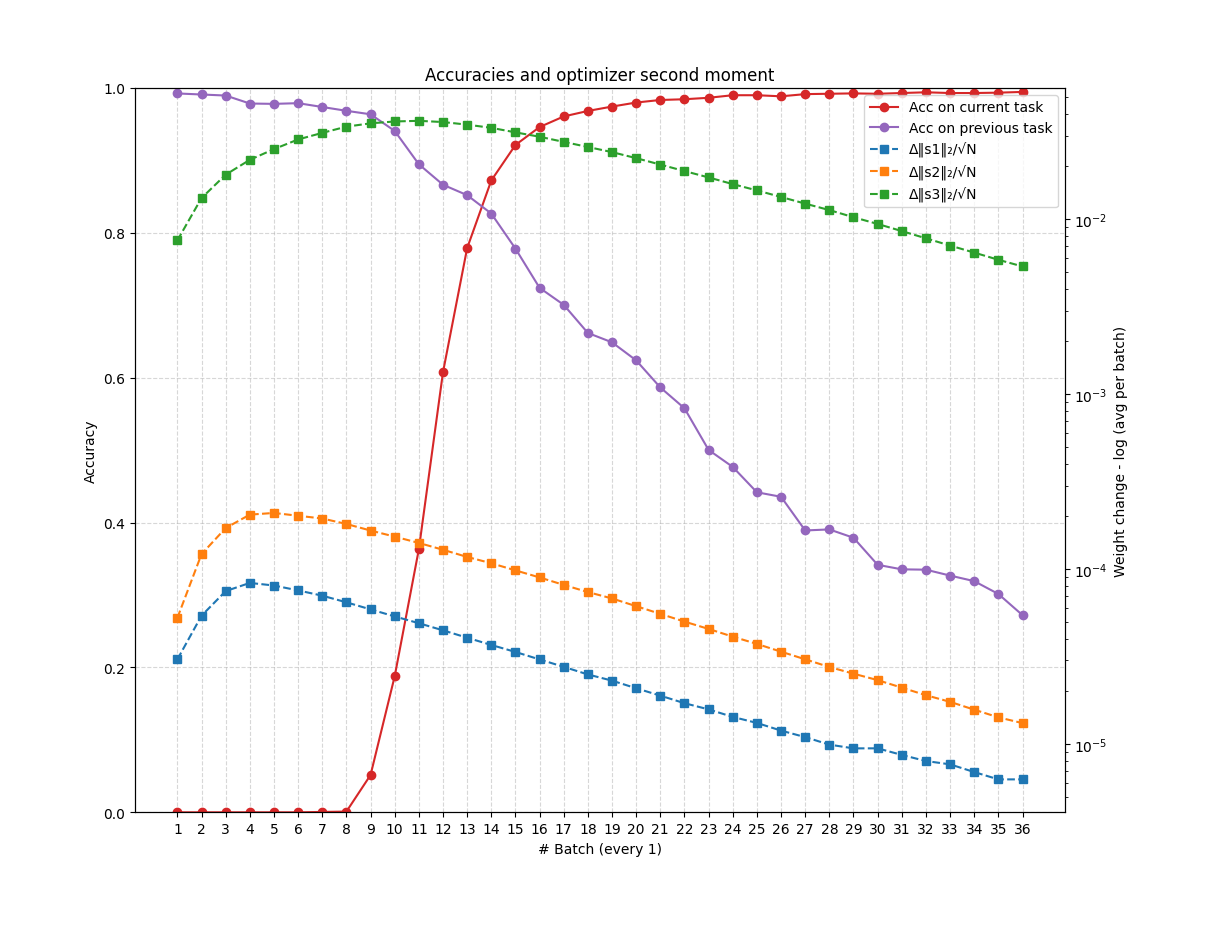 Accuracies and optimizer second moment
Acc on current task
Acc on previous task
Δ‖s1‖₂/√N
Δ‖s2‖₂/√N
Δ‖s3‖₂/√N
1.0
0.8
0.6
0.4
0.2
0.0
Accuracy
10⁻²
10⁻³
10⁻⁴
10⁻⁵
Weight change - log (avg per batch)
1 2 3 4 5 6 7 8 9 10 11 12 13 14 15 16 17 18 19 20 21 22 23 24 25 26 27 28 29 30 31 32 33 34 35 36
# Batch (every 1)